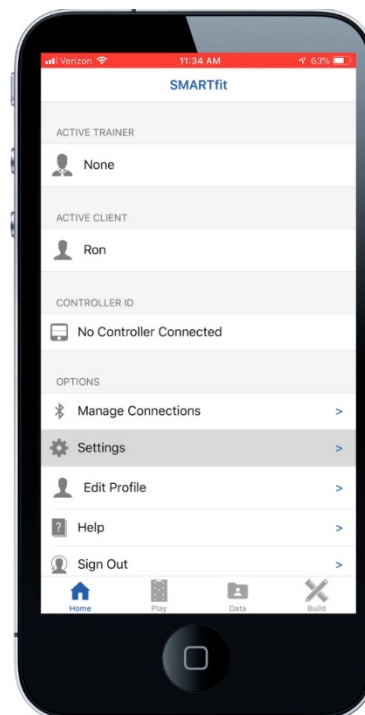 Verizon 11:34 AM 63%
SMARTfit
ACTIVE TRAINER
None
ACTIVE CLIENT
Ron
CONTROLLER ID
No Controller Connected
OPTIONS
Manage Connections >
Settings >
Edit Profile >
? Help >
Sign Out >
Home Play Data Build